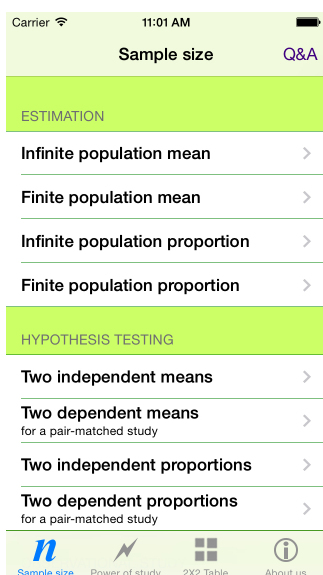 Carrier 11:01 AM
Sample size Q&A
ESTIMATION
Infinite population mean
Finite population mean
Infinite population proportion
Finite population proportion
HYPOTHESIS TESTING
Two independent means
Two dependent means
for a pair-matched study
Two independent proportions
Two dependent proportions
for a pair-matched study
n
Sample size Power of study 2X2 Table About us